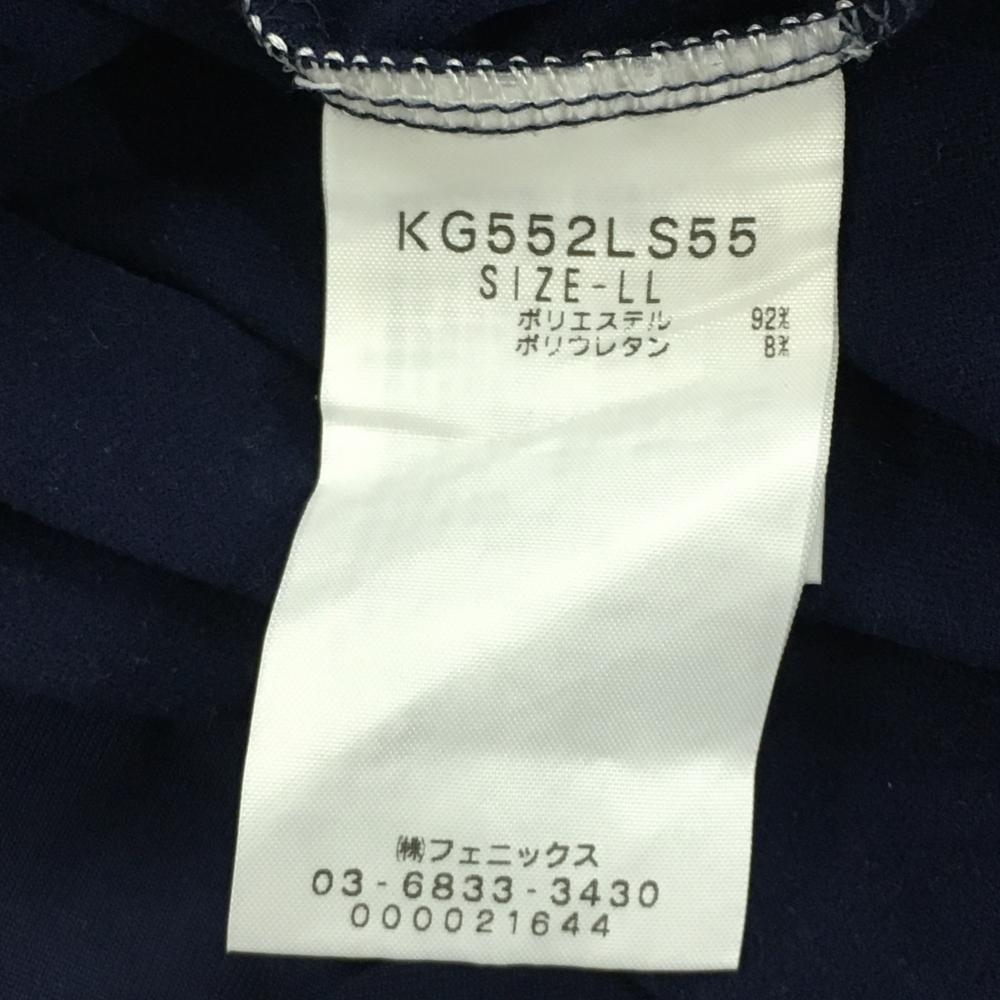 KG552LS55
SIZE-LL
ポリエステル 92%
ポリウレタン 8%
㈱フェニックス
03-6833-3430
000021644